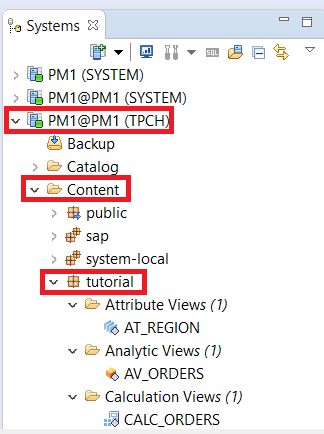 Systems
SQL
PM1 (SYSTEM)
PM1@PM1 (SYSTEM)
PM1@PM1 (TPCH)
Backup
Catalog
Content
public
sap
system-local
tutorial
Attribute Views (1)
AT_REGION
Analytic Views (1)
AV_ORDERS
Calculation Views (1)
CALC_ORDERS